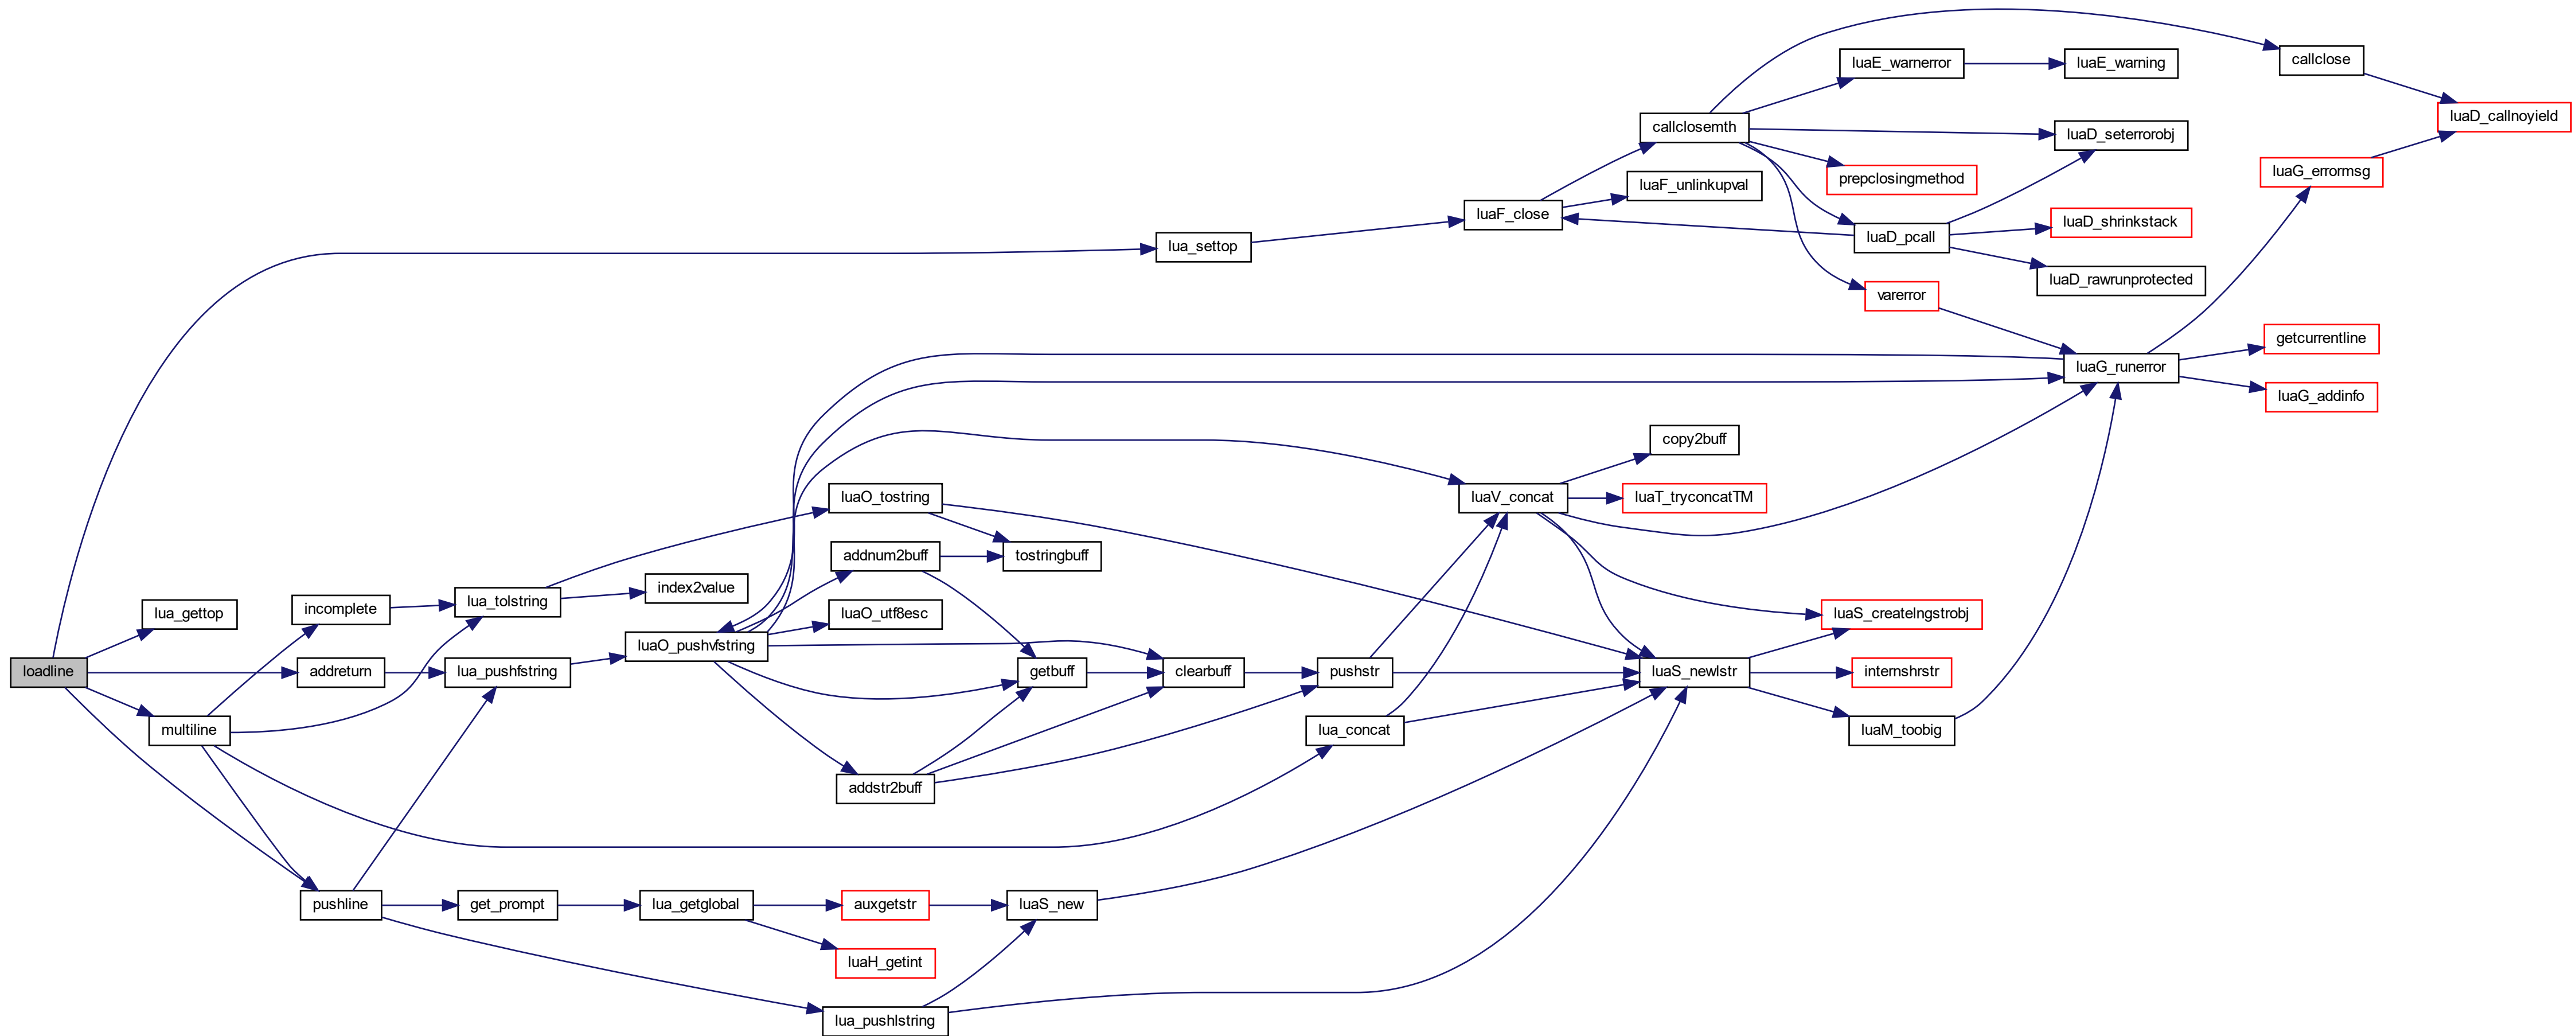 callclose
luaE_warnerror
luaE_warning
luaD_callnoyield
callclosemth
luaD_seterrorobj
luaG_errormsg
prepclosingmethod
luaF_unlinkupval
luaF_close
luaD_shrinkstack
luaD_pcall
lua_settop
luaD_rawrunprotected
varerror
getcurrentline
luaG_runerror
luaG_addinfo
copy2buff
luaO_tostring
luaV_concat
luaT_tryconcatTM
addnum2buff
tostringbuff
index2value
lua_tolstring
incomplete
lua_gettop
luaO_utf8esc
luaS_createlngstrobj
luaO_pushvfstring
loadline
addreturn
lua_pushfstring
getbuff
clearbuff
pushstr
luaS_newlstr
internshrstr
multiline
lua_concat
luaM_toobig
addstr2buff
pushline
get_prompt
lua_getglobal
auxgetstr
luaS_new
luaH_getint
lua_pushlstring